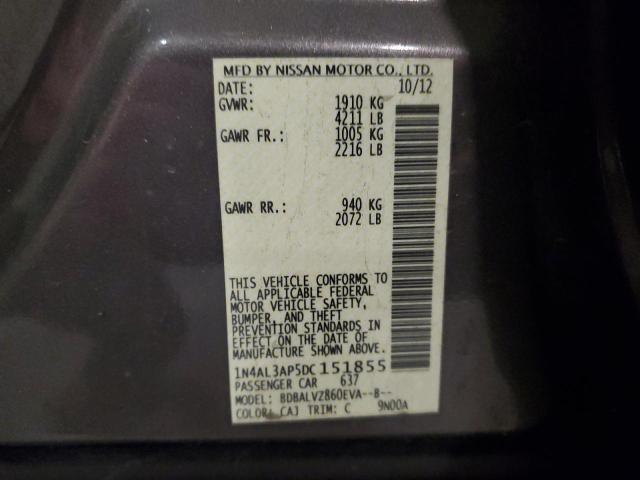 MFD BY NISSAN MOTOR CO., LTD.
DATE: 10/12
GVWR: 1910 KG
4211 LB
GAWR FR.: 1005 KG
2216 LB
GAWR RR.: 940 KG
2072 LB
THIS VEHICLE CONFORMS TO
ALL APPLICABLE FEDERAL
MOTOR VEHICLE SAFETY,
BUMPER, AND THEFT
PREVENTION STANDARDS IN
EFFECT ON THE DATE OF
MANUFACTURE SHOWN ABOVE.
1N4AL3AP5DC151855
PASSENGER CAR 637
MODEL: BDBALVZ860EVA--B--
COLOR: CAJ TRIM: C 9N00A